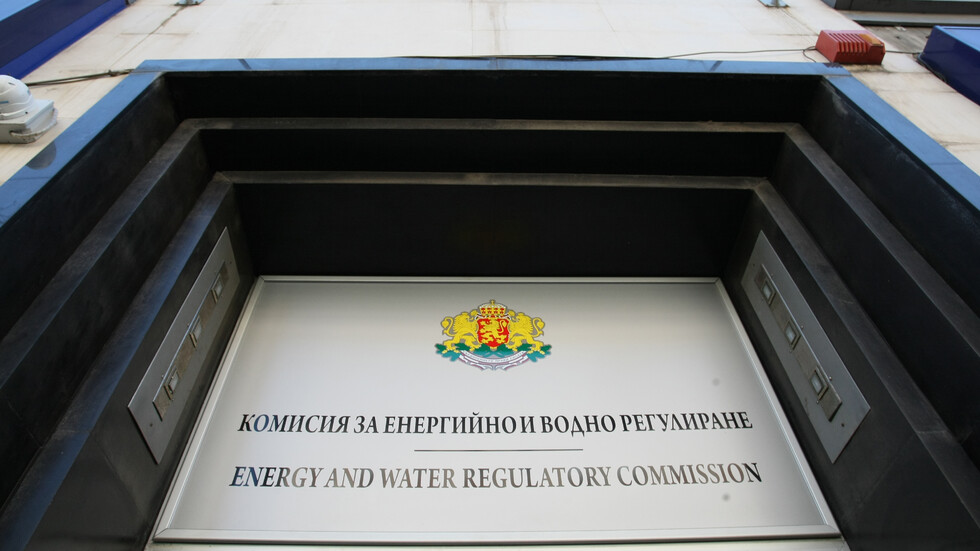 КОМИСИЯ ЗА ЕНЕРГИЙНО И ВОДНО РЕГУЛИРАНЕ
ENERGY AND WATER REGULATORY COMMISSION